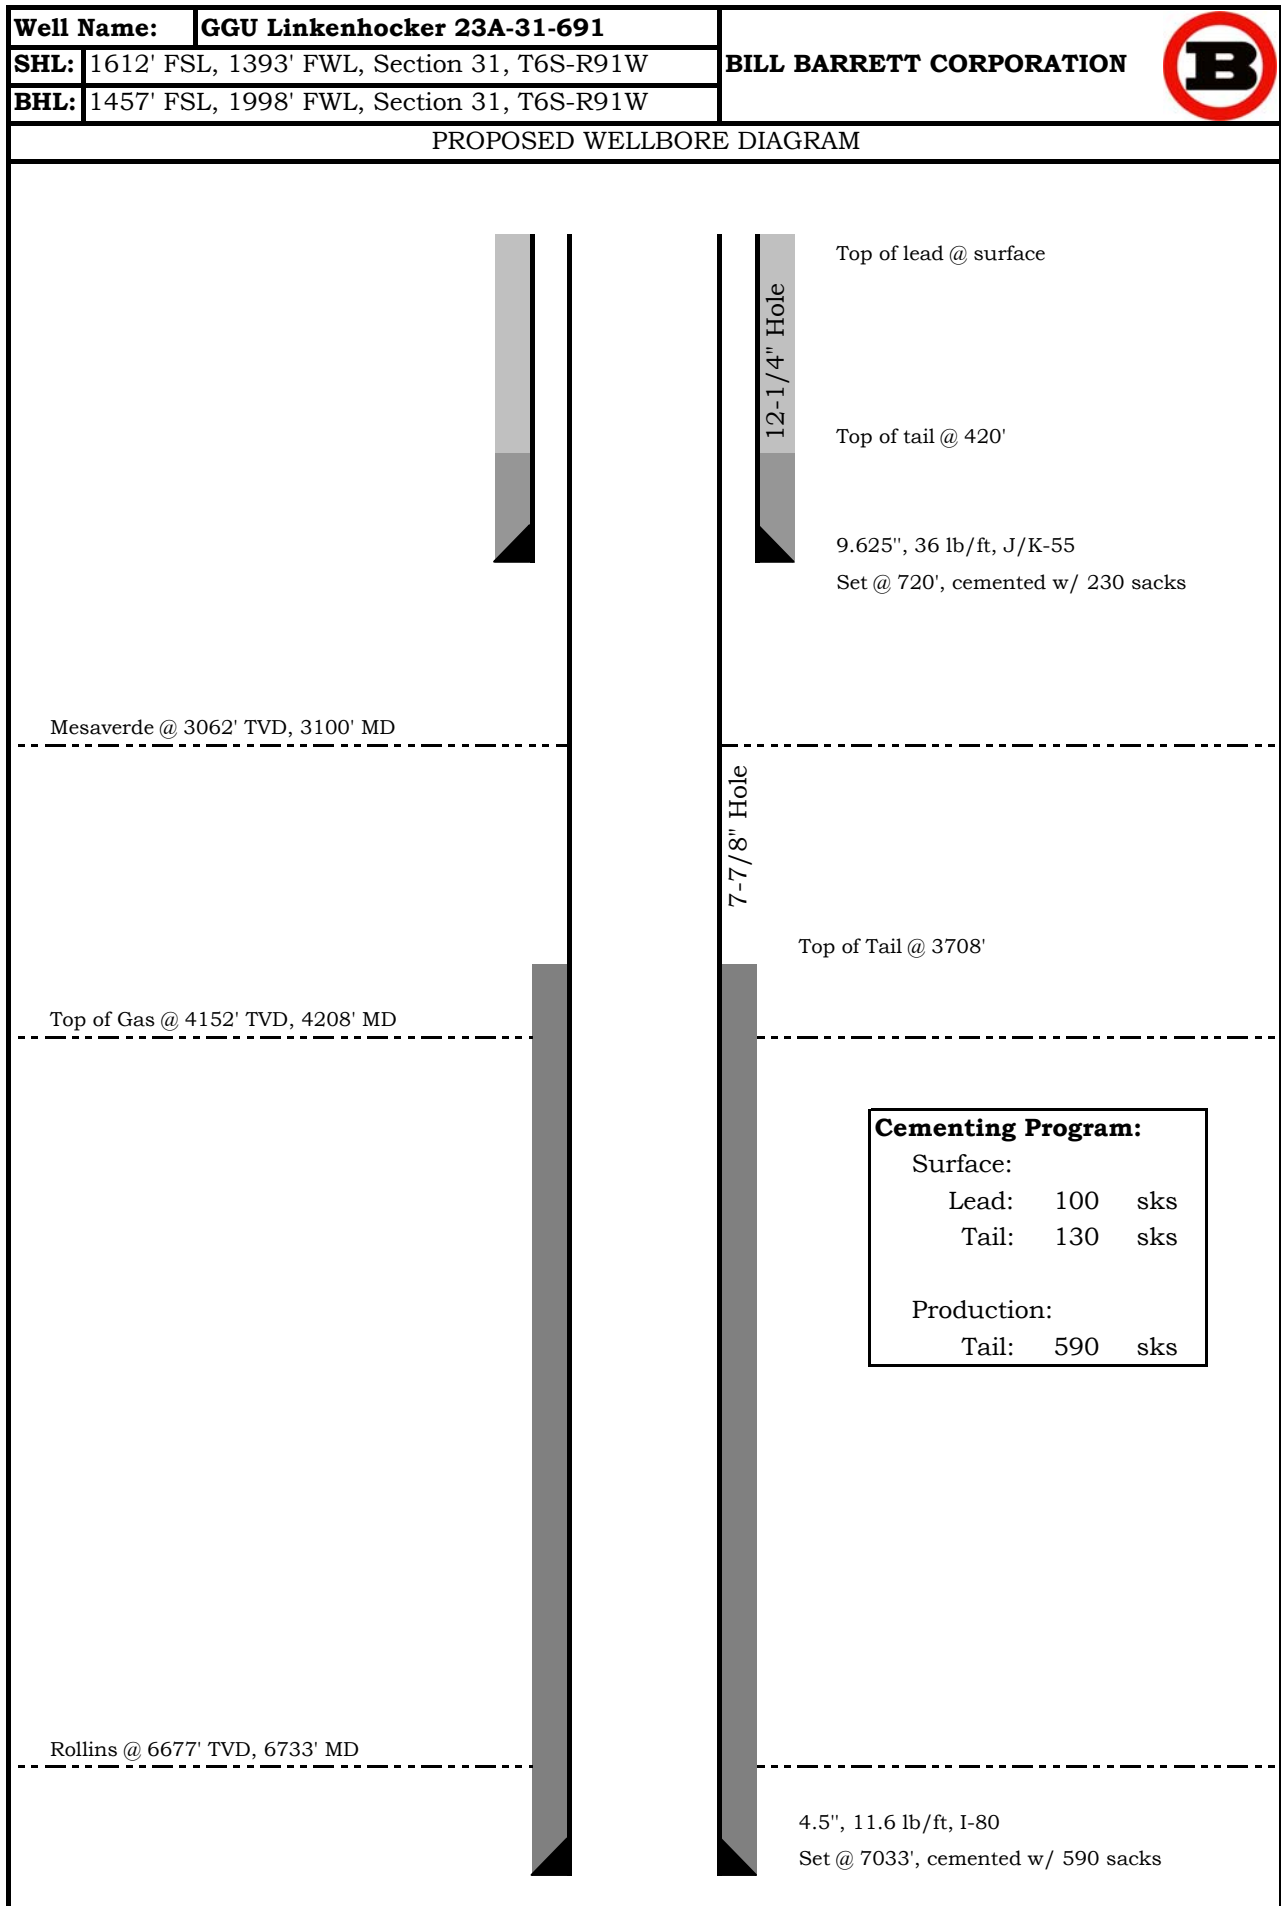 Well Name: GGU Linkenhocker 23A-31-691
SHL: 1612' FSL, 1393' FWL, Section 31, T6S-R91W
BHL: 1457' FSL, 1998' FWL, Section 31, T6S-R91W
BILL BARRETT CORPORATION
B
PROPOSED WELLBORE DIAGRAM
Top of lead @ surface
12-1/4" Hole
Top of tail @ 420'
9.625", 36 lb/ft, J/K-55
Set @ 720', cemented w/ 230 sacks
Mesaverde @ 3062' TVD, 3100' MD
7-7/8" Hole
Top of Tail @ 3708'
Top of Gas @ 4152' TVD, 4208' MD
Cementing Program:
Surface:
Lead: 100 sks
Tail: 130 sks
Production:
Tail: 590 sks
Rollins @ 6677' TVD, 6733' MD
4.5", 11.6 lb/ft, I-80
Set @ 7033', cemented w/ 590 sacks